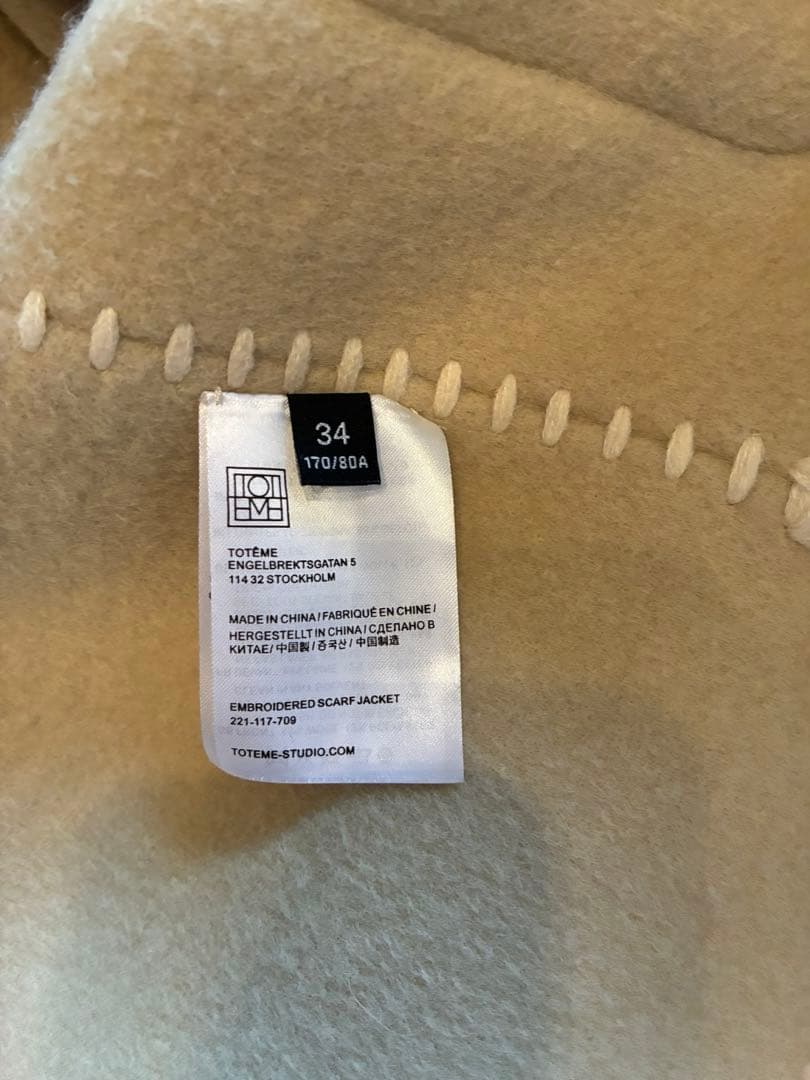 34
170/80A
TOTÊME
ENGELBREKTSGATAN 5
114 32 STOCKHOLM
MADE IN CHINA / FABRIQUÉ EN CHINE /
HERGESTELLT IN CHINA / СДЕЛАНО В
КИТАЕ/ 中国製 / 중국산 / 中国制造
EMBROIDERED SCARF JACKET
221-117-709
TOTEME-STUDIO.COM